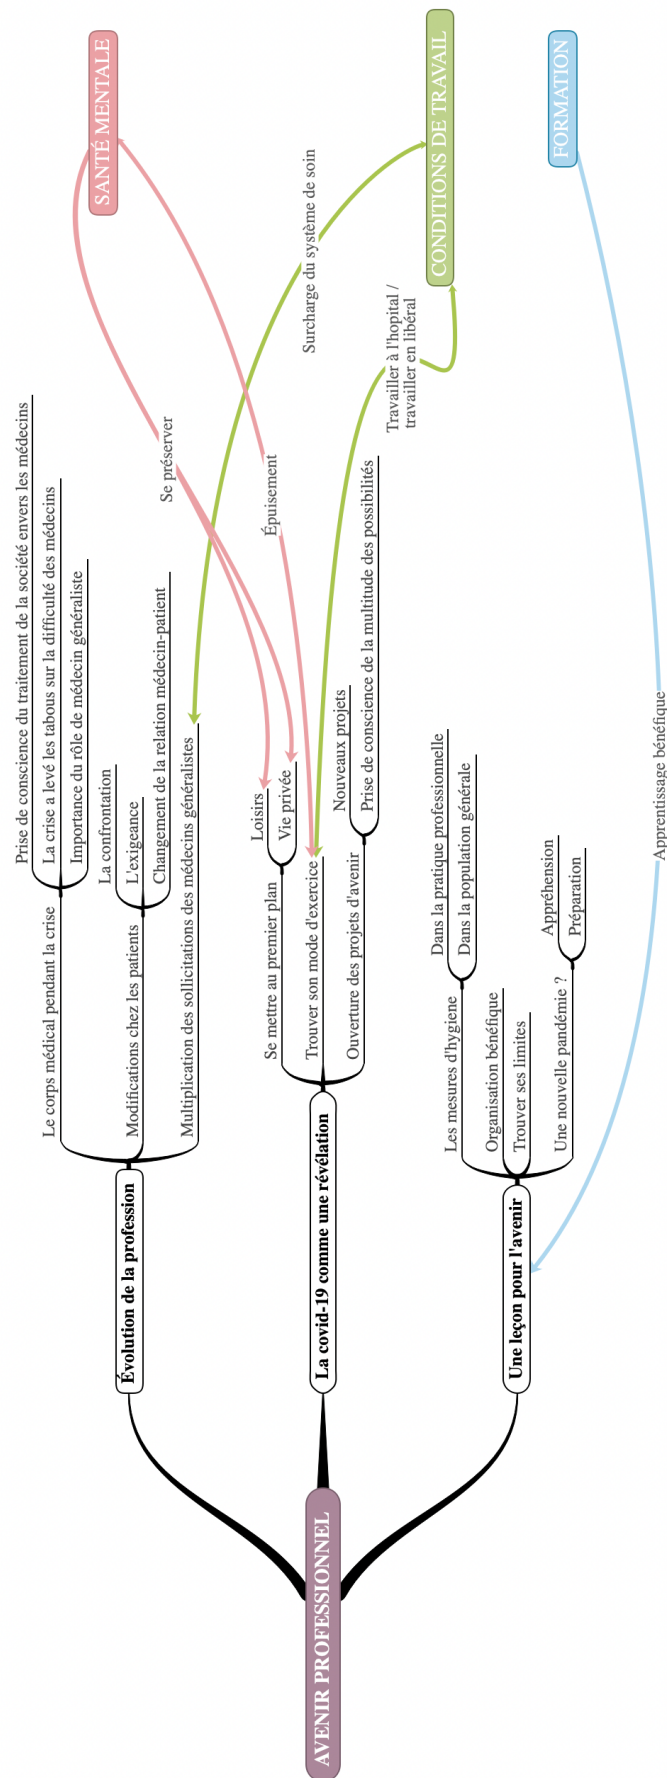 AVENIR PROFESSIONNEL
Évolution de la profession
Le corps médical pendant la crise
Prise de conscience du traitement de la société envers les médecins
La crise a levé les tabous sur la difficulté des médecins
Importance du rôle de médecin généraliste
Modifications chez les patients
La confrontation
L'exigeance
Changement de la relation médecin-patient
Multiplication des sollicitations des médecins généralistes
La covid-19 comme une révélation
Se mettre au premier plan
Loisirs
Vie privée
Trouver son mode d'exercice
Ouverture des projets d'avenir
Nouveaux projets
Prise de conscience de la multitude des possibilités
Une leçon pour l'avenir
Les mesures d'hygiene
Dans la pratique professionnelle
Dans la population générale
Organisation bénéfique
Trouver ses limites
Une nouvelle pandémie ?
Appréhension
Préparation
Se préserver
Épuisement
Surcharge du système de soin
Travailler à l'hopital /
travailler en libéral
Apprentissage bénéfique
SANTÉ MENTALE
CONDITIONS DE TRAVAIL
FORMATION